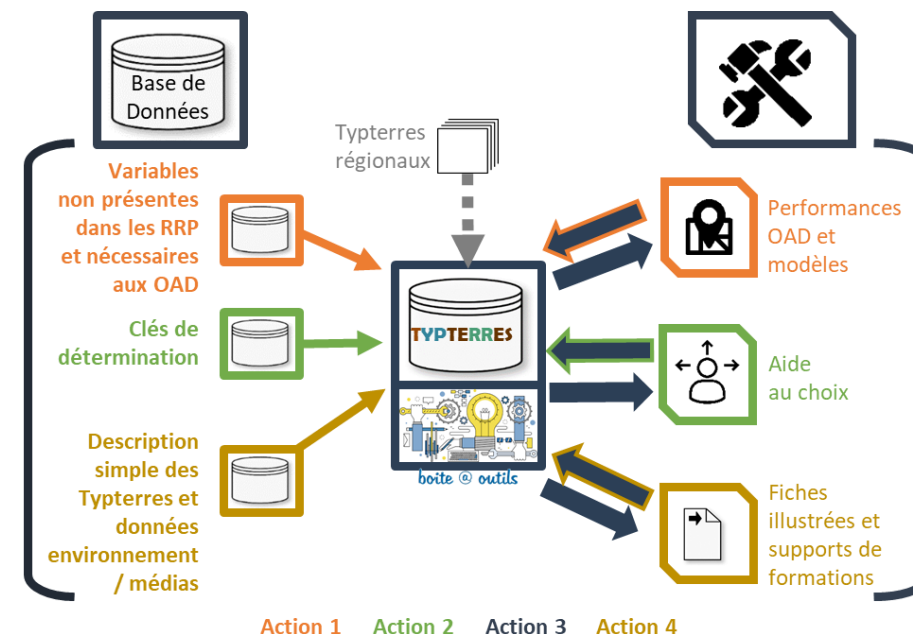 Base de
Données
Typterres
régionaux
Variables
non présentes
dans les RRP
et nécessaires
aux OAD
Performances
OAD et
modèles
TYPTERRES
Clés de
détermination
Aide
au choix
Description
simple des
Typterres et
données
environnement
/ médias
boite @ outils
Fiches
illustrées et
supports de
formations
Action 1 Action 2 Action 3 Action 4